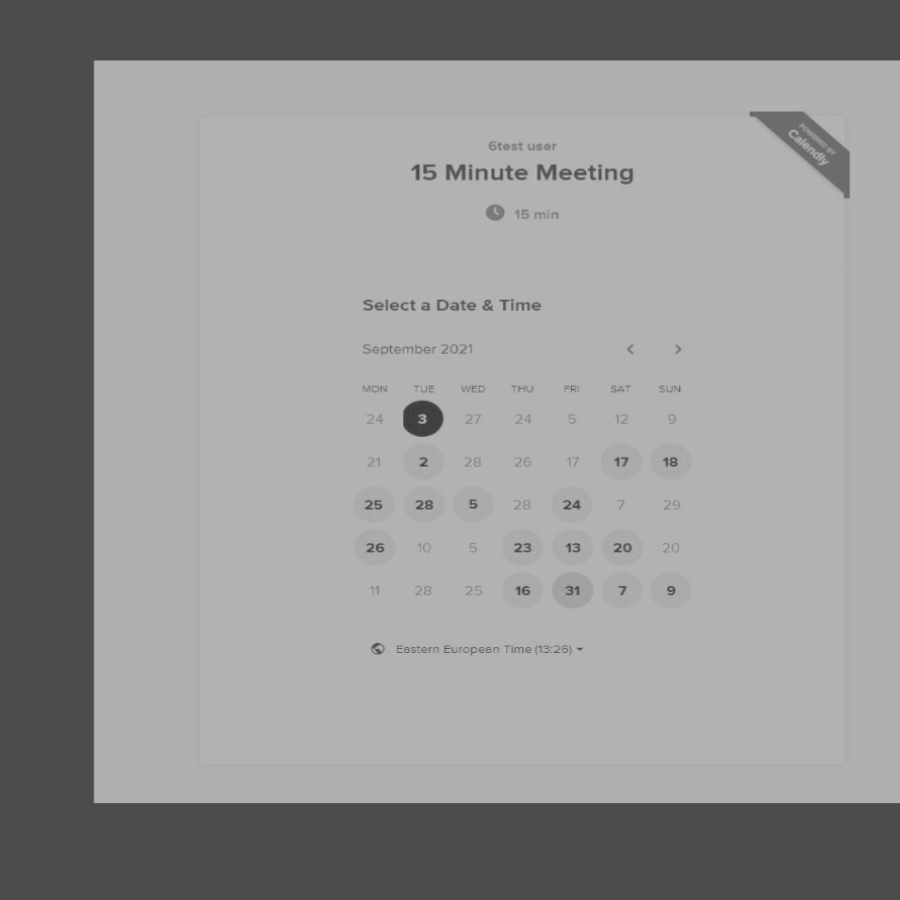 POWERED BY
Calendly
6test user
15 Minute Meeting
15 min
Select a Date & Time
September 2021
MON TUE WED THU FRI SAT SUN
24 3 27 24 5 12 9
21 2 28 26 17 17 18
25 28 5 28 24 7 29
26 10 5 23 13 20 20
11 28 25 16 31 7 9
Eastern European Time (13:26)